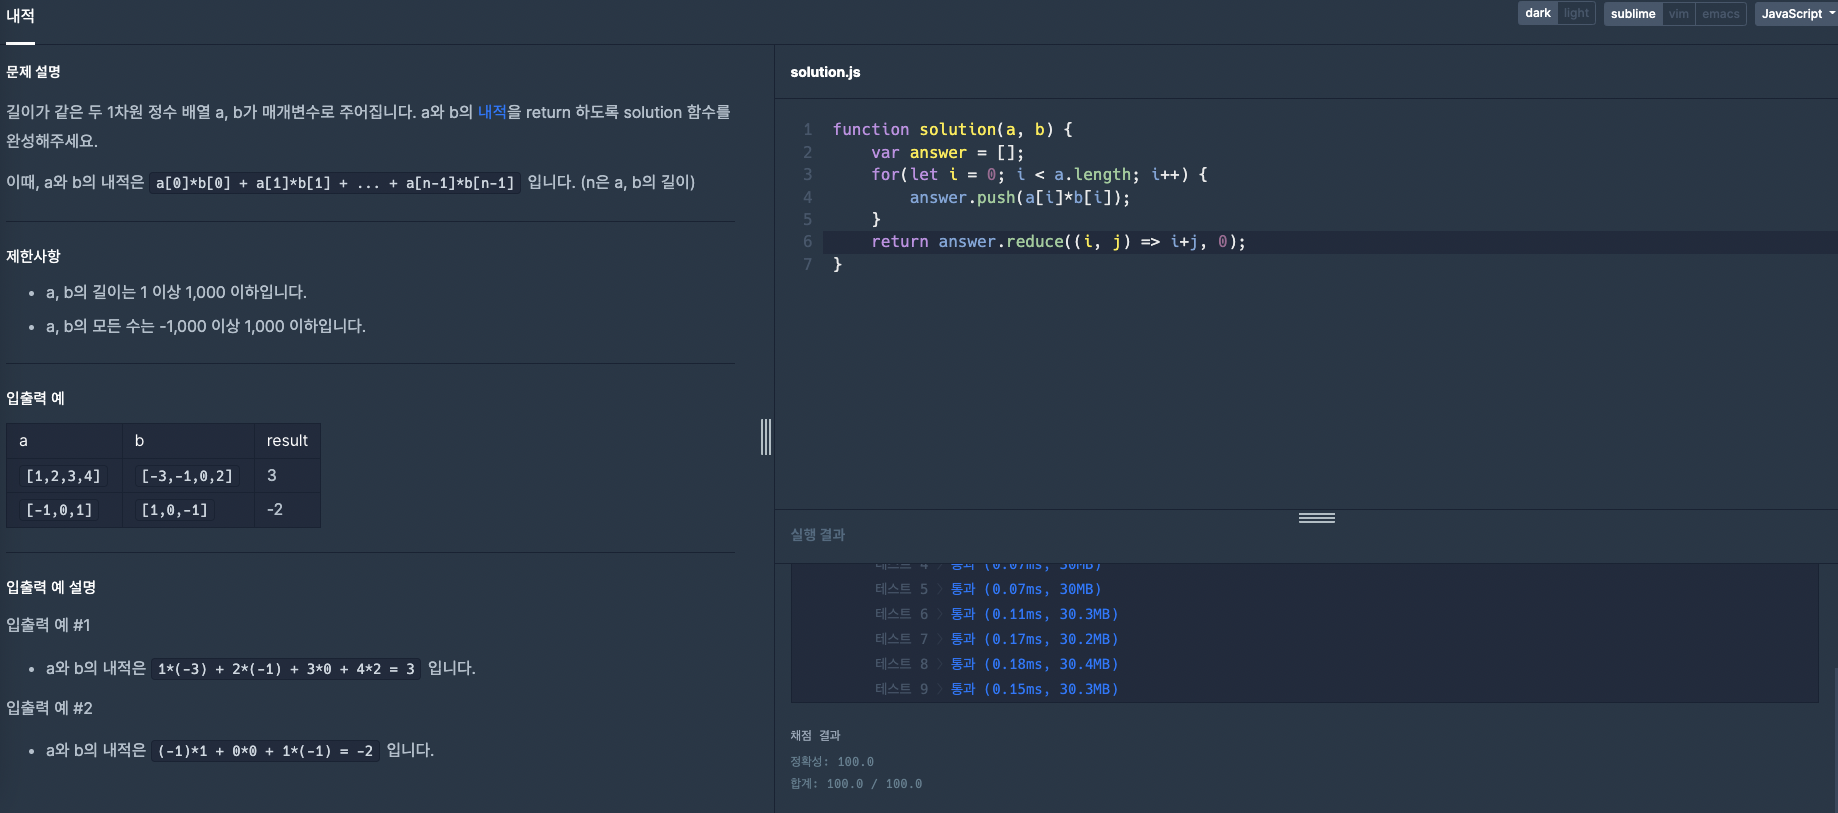 내적
dark light
sublime vim emacs
JavaScript
문제 설명
길이가 같은 두 1차원 정수 배열 a, b가 매개변수로 주어집니다. a와 b의 내적을 return 하도록 solution 함수를
완성해주세요.
이때, a와 b의 내적은 a[0]*b[0] + a[1]*b[1] + ... + a[n-1]*b[n-1] 입니다. (n은 a, b의 길이)
제한사항
• a, b의 길이는 1 이상 1,000 이하입니다.
• a, b의 모든 수는 -1,000 이상 1,000 이하입니다.
입출력 예
a b result
[1,2,3,4] [-3,-1,0,2] 3
[-1,0,1] [1,0,-1] -2
입출력 예 설명
입출력 예 #1
• a와 b의 내적은 1*(-3) + 2*(-1) + 3*0 + 4*2 = 3 입니다.
입출력 예 #2
• a와 b의 내적은 (-1)*1 + 0*0 + 1*(-1) = -2 입니다.
solution.js
1 function solution(a, b) {
2 var answer = [];
3 for(let i = 0; i < a.length; i++) {
4 answer.push(a[i]*b[i]);
5 }
6 return answer.reduce((i, j) => i+j, 0);
7 }
실행 결과
테스트 4 〉 통과 (0.07ms, 30MB)
테스트 5 〉 통과 (0.07ms, 30MB)
테스트 6 〉 통과 (0.11ms, 30.3MB)
테스트 7 〉 통과 (0.17ms, 30.2MB)
테스트 8 〉 통과 (0.18ms, 30.4MB)
테스트 9 〉 통과 (0.15ms, 30.3MB)
채점 결과
정확성: 100.0
합계: 100.0 / 100.0